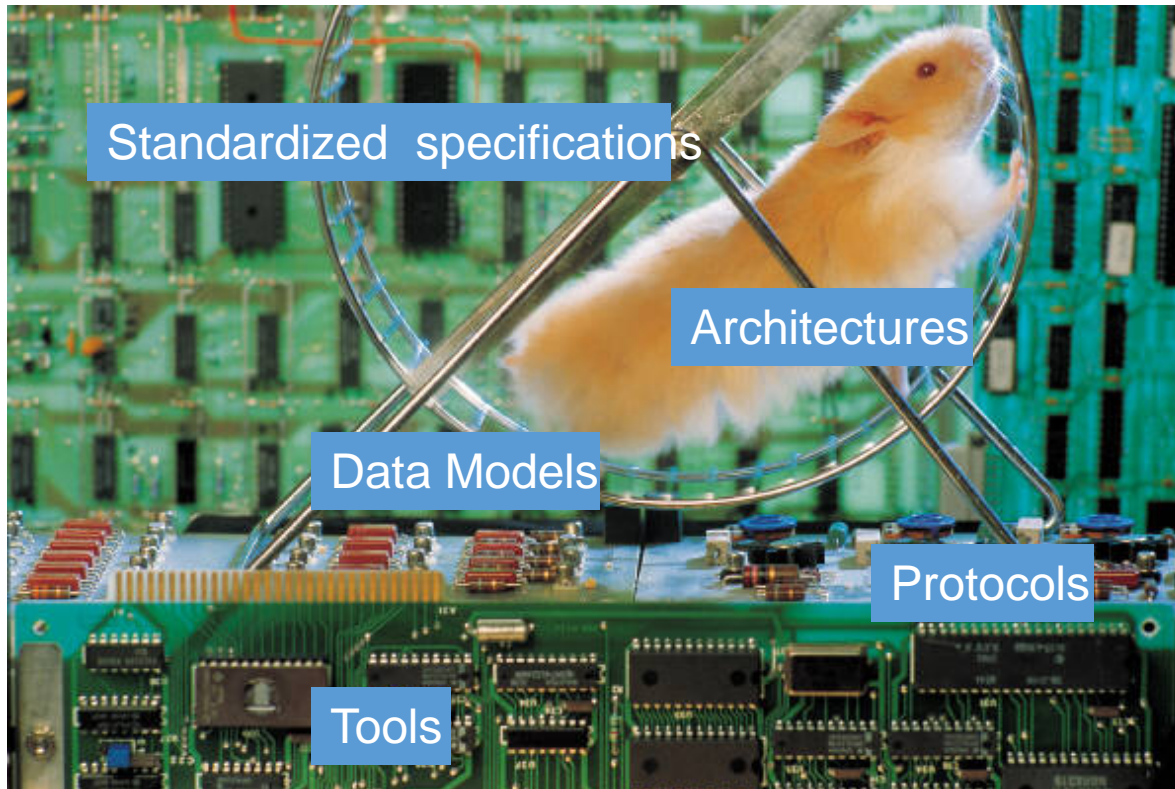 Standardized  specifications
Architectures
Data Models
Protocols
Tools